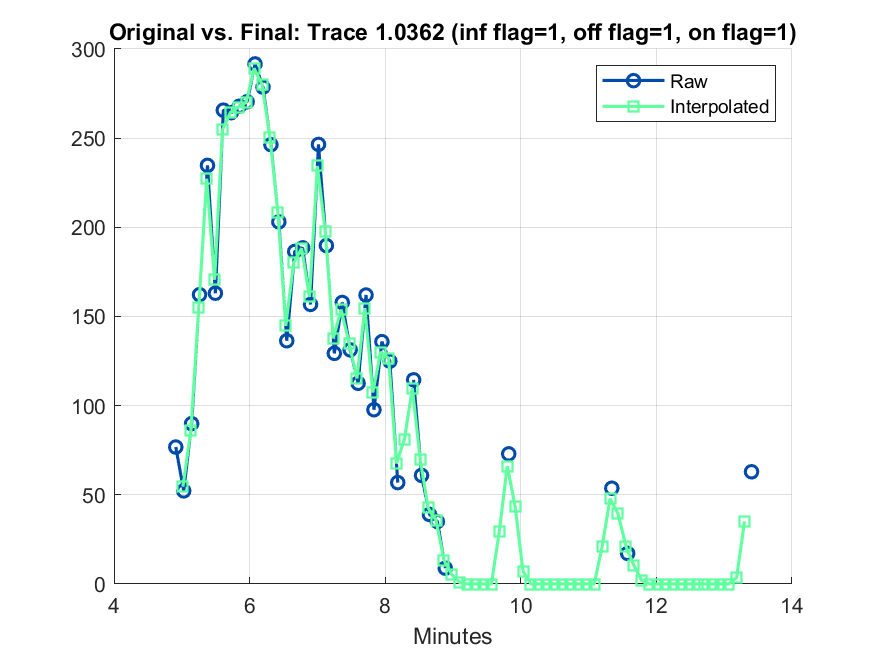 Original vs. Final: Trace 1.0362 (inf flag=1, off flag=1, on flag=1)
300
250
200
150
100
50
0
Raw
Interpolated
4 6 8 10 12 14
Minutes